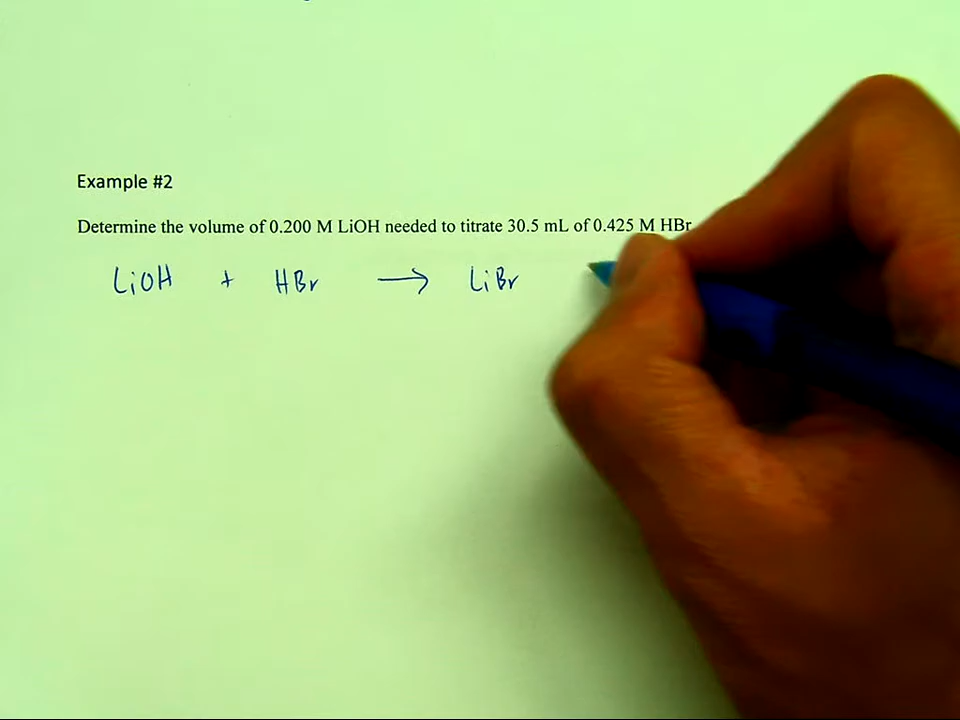 Example #2
Determine the volume of 0.200 M LiOH needed to titrate 30.5 mL of 0.425 M HBr
LiOH + HBr → LiBr